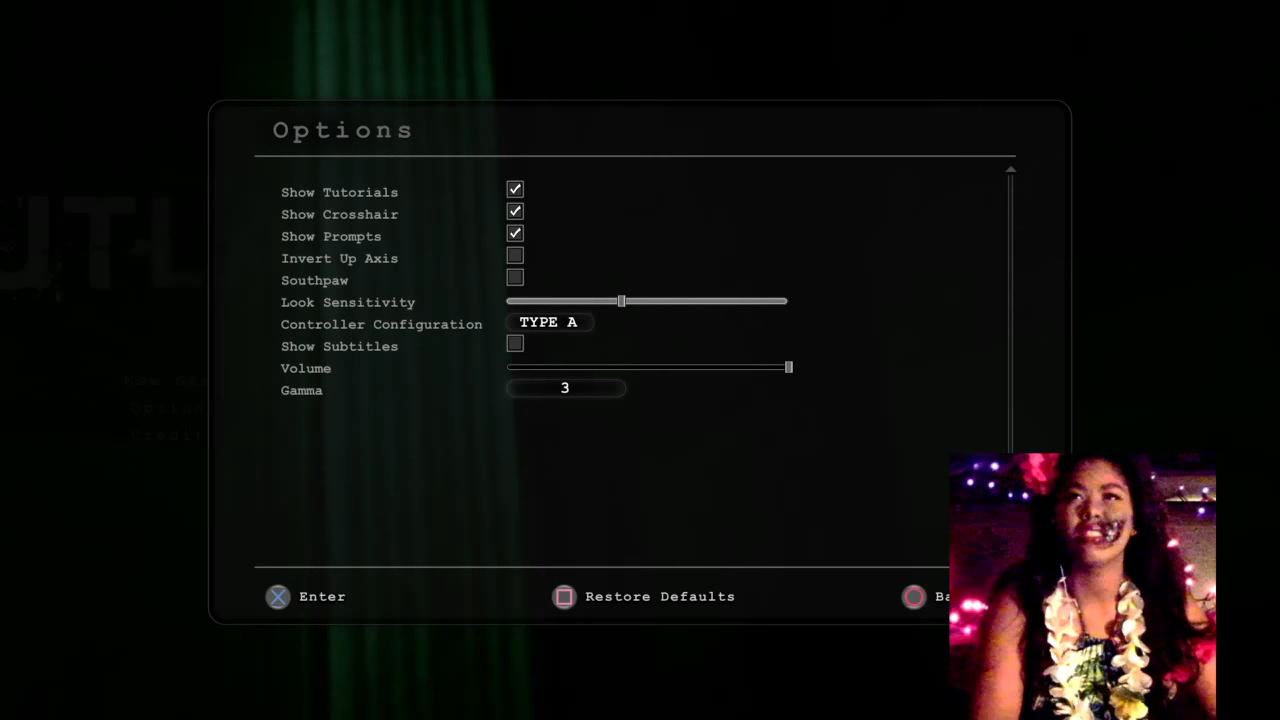 Options
Show Tutorials
Show Crosshair
Show Prompts
Invert Up Axis
Southpaw
Look Sensitivity
Controller Configuration TYPE A
Show Subtitles
Volume
Gamma 3
Enter Restore Defaults